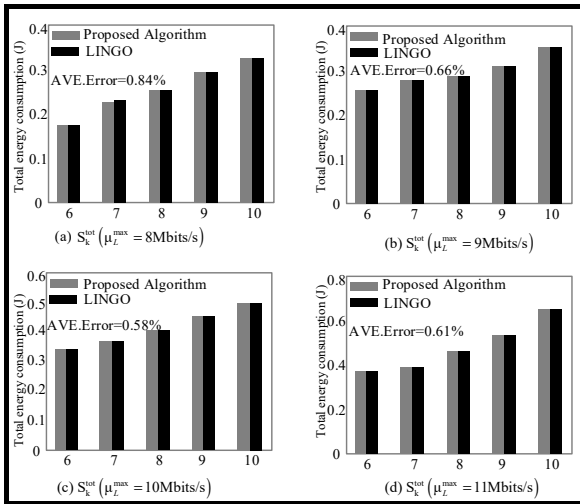 Total energy consumption (J)
0.4
0.3
0.2
0.1
0
Proposed Algorithm
LINGO
AVE.Error=0.84%
6 7 8 9 10
(a) S_k^tot (μ_L^max = 8Mbits/s)
Total energy consumption (J)
0.4
0.3
0.2
0.1
0
Proposed Algorithm
LINGO
AVE.Error=0.66%
6 7 8 9 10
(b) S_k^tot (μ_L^max = 9Mbits/s)
Total energy consumption (J)
0.6
0.5
0.4
0.3
0.2
0.1
0
Proposed Algorithm
LINGO
AVE.Error=0.58%
6 7 8 9 10
(c) S_k^tot (μ_L^max = 10Mbits/s)
Total energy consumption (J)
0.8
0.6
0.4
0.2
0
Proposed Algorithm
LINGO
AVE.Error=0.61%
6 7 8 9 10
(d) S_k^tot (μ_L^max = 11Mbits/s)